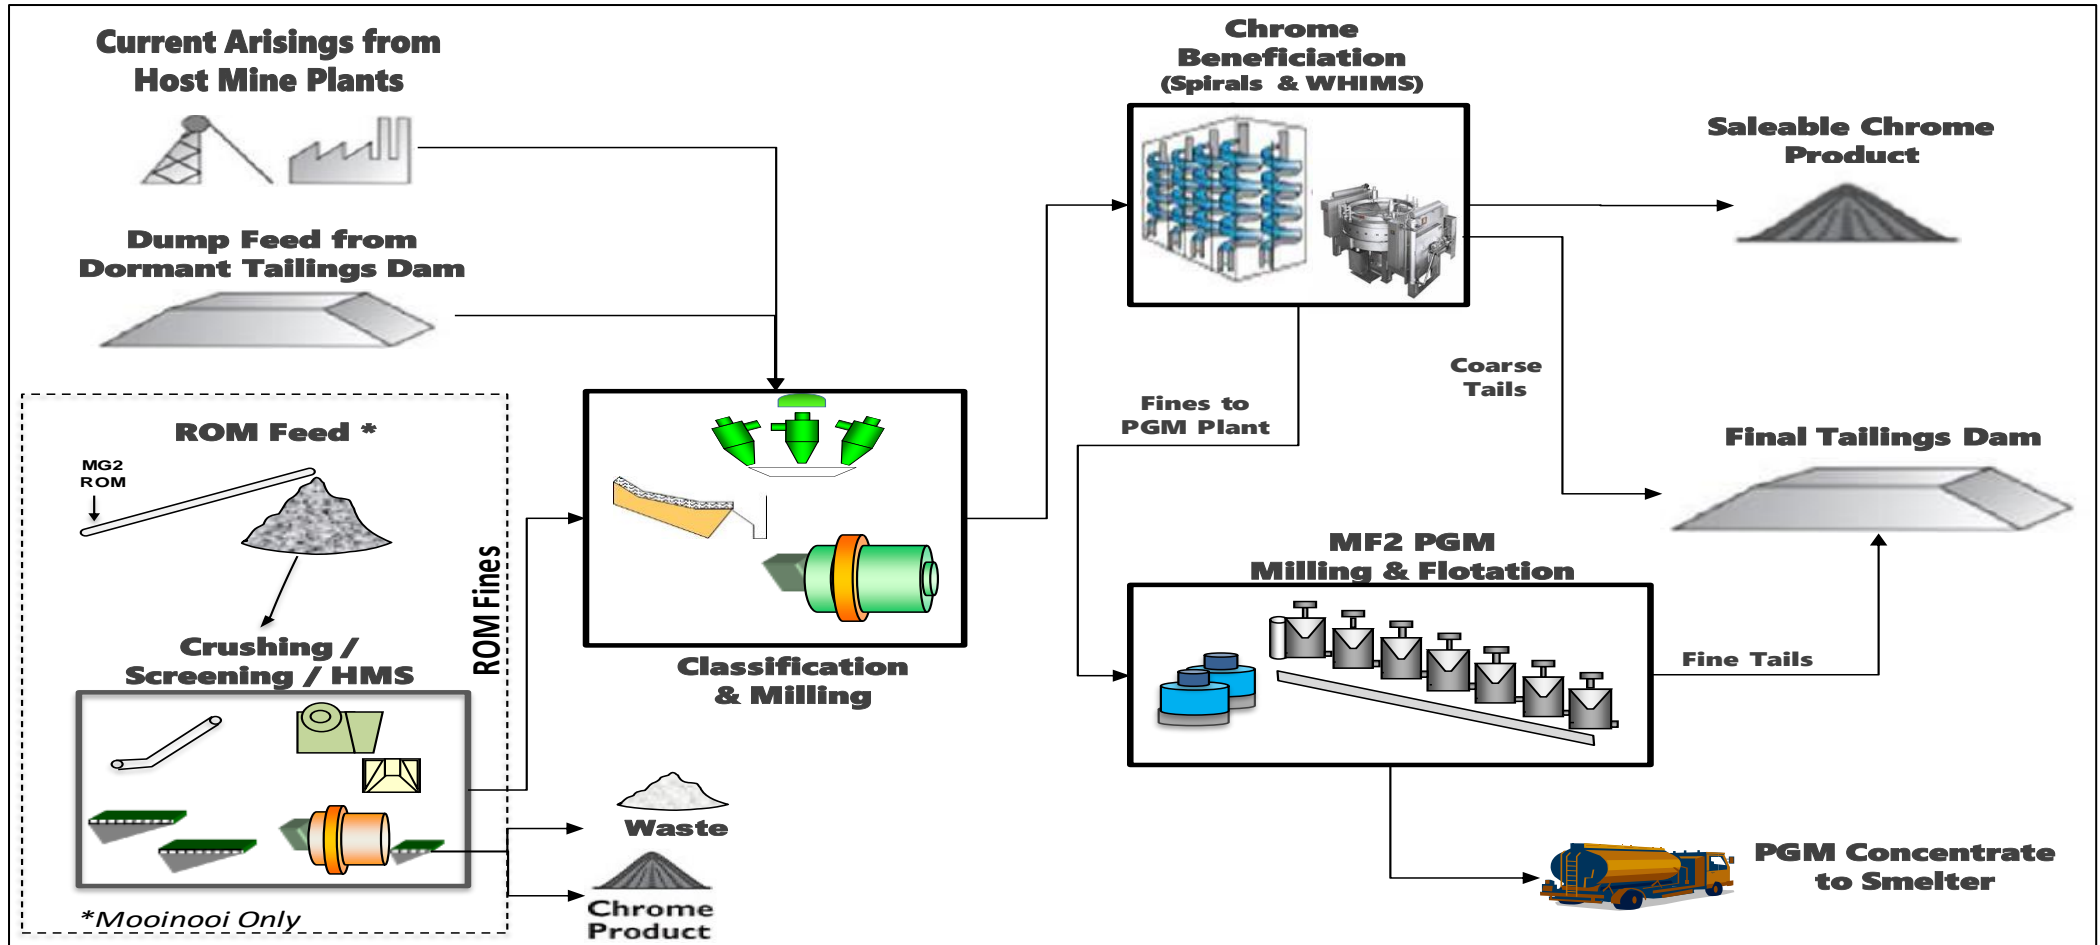 Current Arisings from
Host Mine Plants
Dump Feed from
Dormant Tailings Dam
ROM Feed *
MG2
ROM
Crushing /
Screening / HMS
ROM Fines
*Mooinooi Only
Classification
& Milling
Waste
Chrome
Product
Chrome
Beneficiation
(Spirals & WHIMS)
Fines to
PGM Plant
Coarse
Tails
Saleable Chrome
Product
Final Tailings Dam
MF2 PGM
Milling & Flotation
Fine Tails
PGM Concentrate
to Smelter